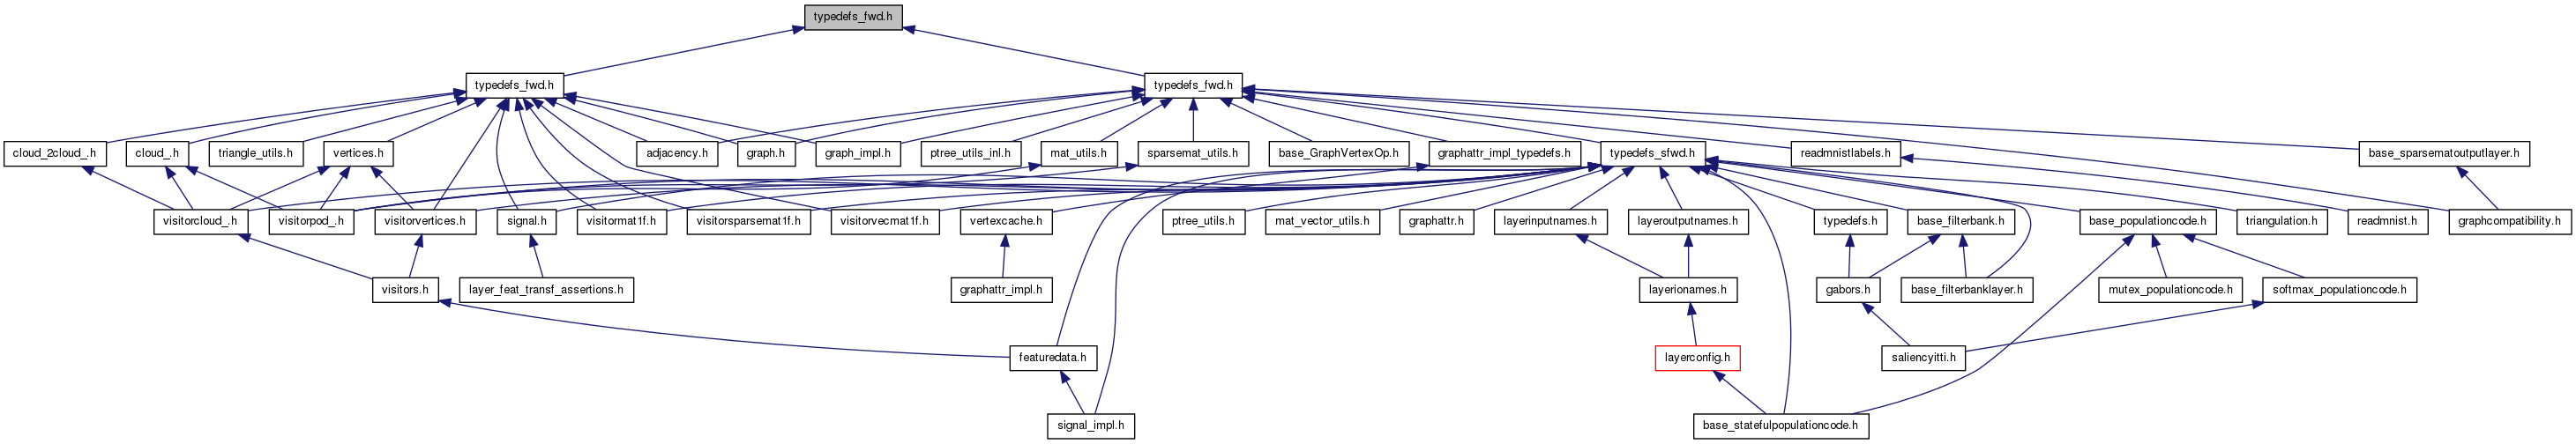 typedefs_fwd.h
typedefs_fwd.h
typedefs_fwd.h
cloud_2cloud_.h
cloud_.h
triangle_utils.h
vertices.h
adjacency.h
graph.h
graph_impl.h
ptree_utils_inl.h
mat_utils.h
sparsemat_utils.h
base_GraphVertexOp.h
graphattr_impl_typedefs.h
typedefs_sfwd.h
readmnistlabels.h
base_sparsematoutputlayer.h
visitorcloud_.h
visitorpod_.h
visitorvertices.h
signal.h
visitormat1f.h
visitorsparsemat1f.h
visitorvecmat1f.h
vertexcache.h
ptree_utils.h
mat_vector_utils.h
graphattr.h
layerinputnames.h
layeroutputnames.h
typedefs.h
base_filterbank.h
base_populationcode.h
triangulation.h
readmnist.h
graphcompatibility.h
visitors.h
layer_feat_transf_assertions.h
graphattr_impl.h
layerionames.h
gabors.h
base_filterbanklayer.h
mutex_populationcode.h
softmax_populationcode.h
featuredata.h
layerconfig.h
saliencyitti.h
signal_impl.h
base_statefulpopulationcode.h